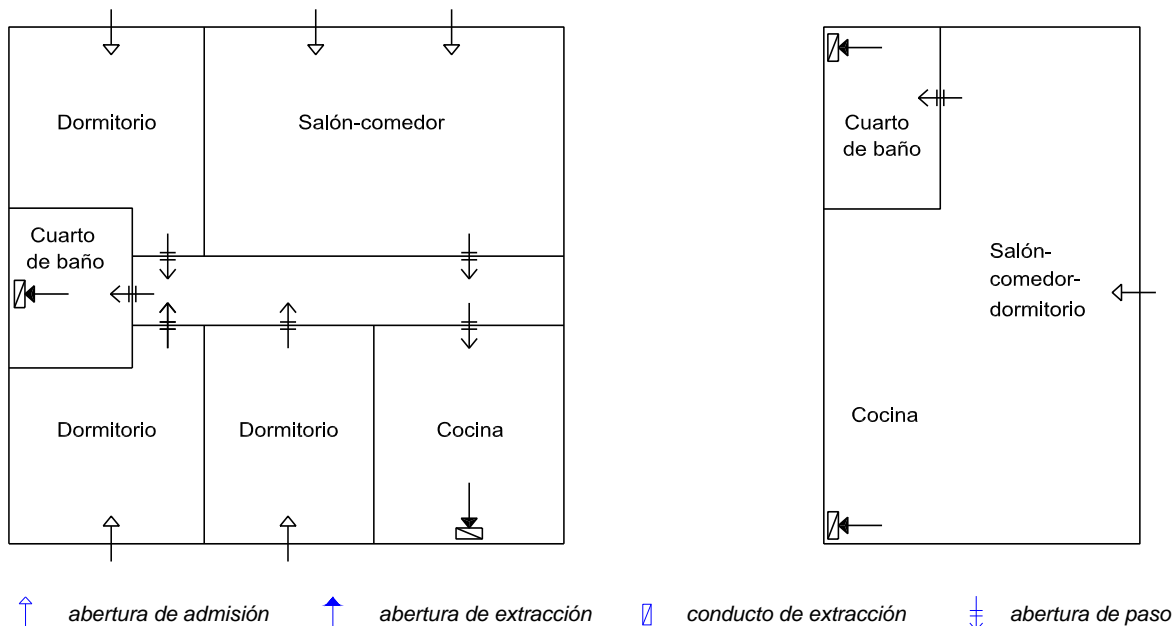 Dormitorio
Salón-comedor
Cuarto
de baño
Dormitorio
Dormitorio
Cocina
Cuarto
de baño
Salón-
comedor-
dormitorio
Cocina
abertura de admisión
abertura de extracción
conducto de extracción
abertura de paso